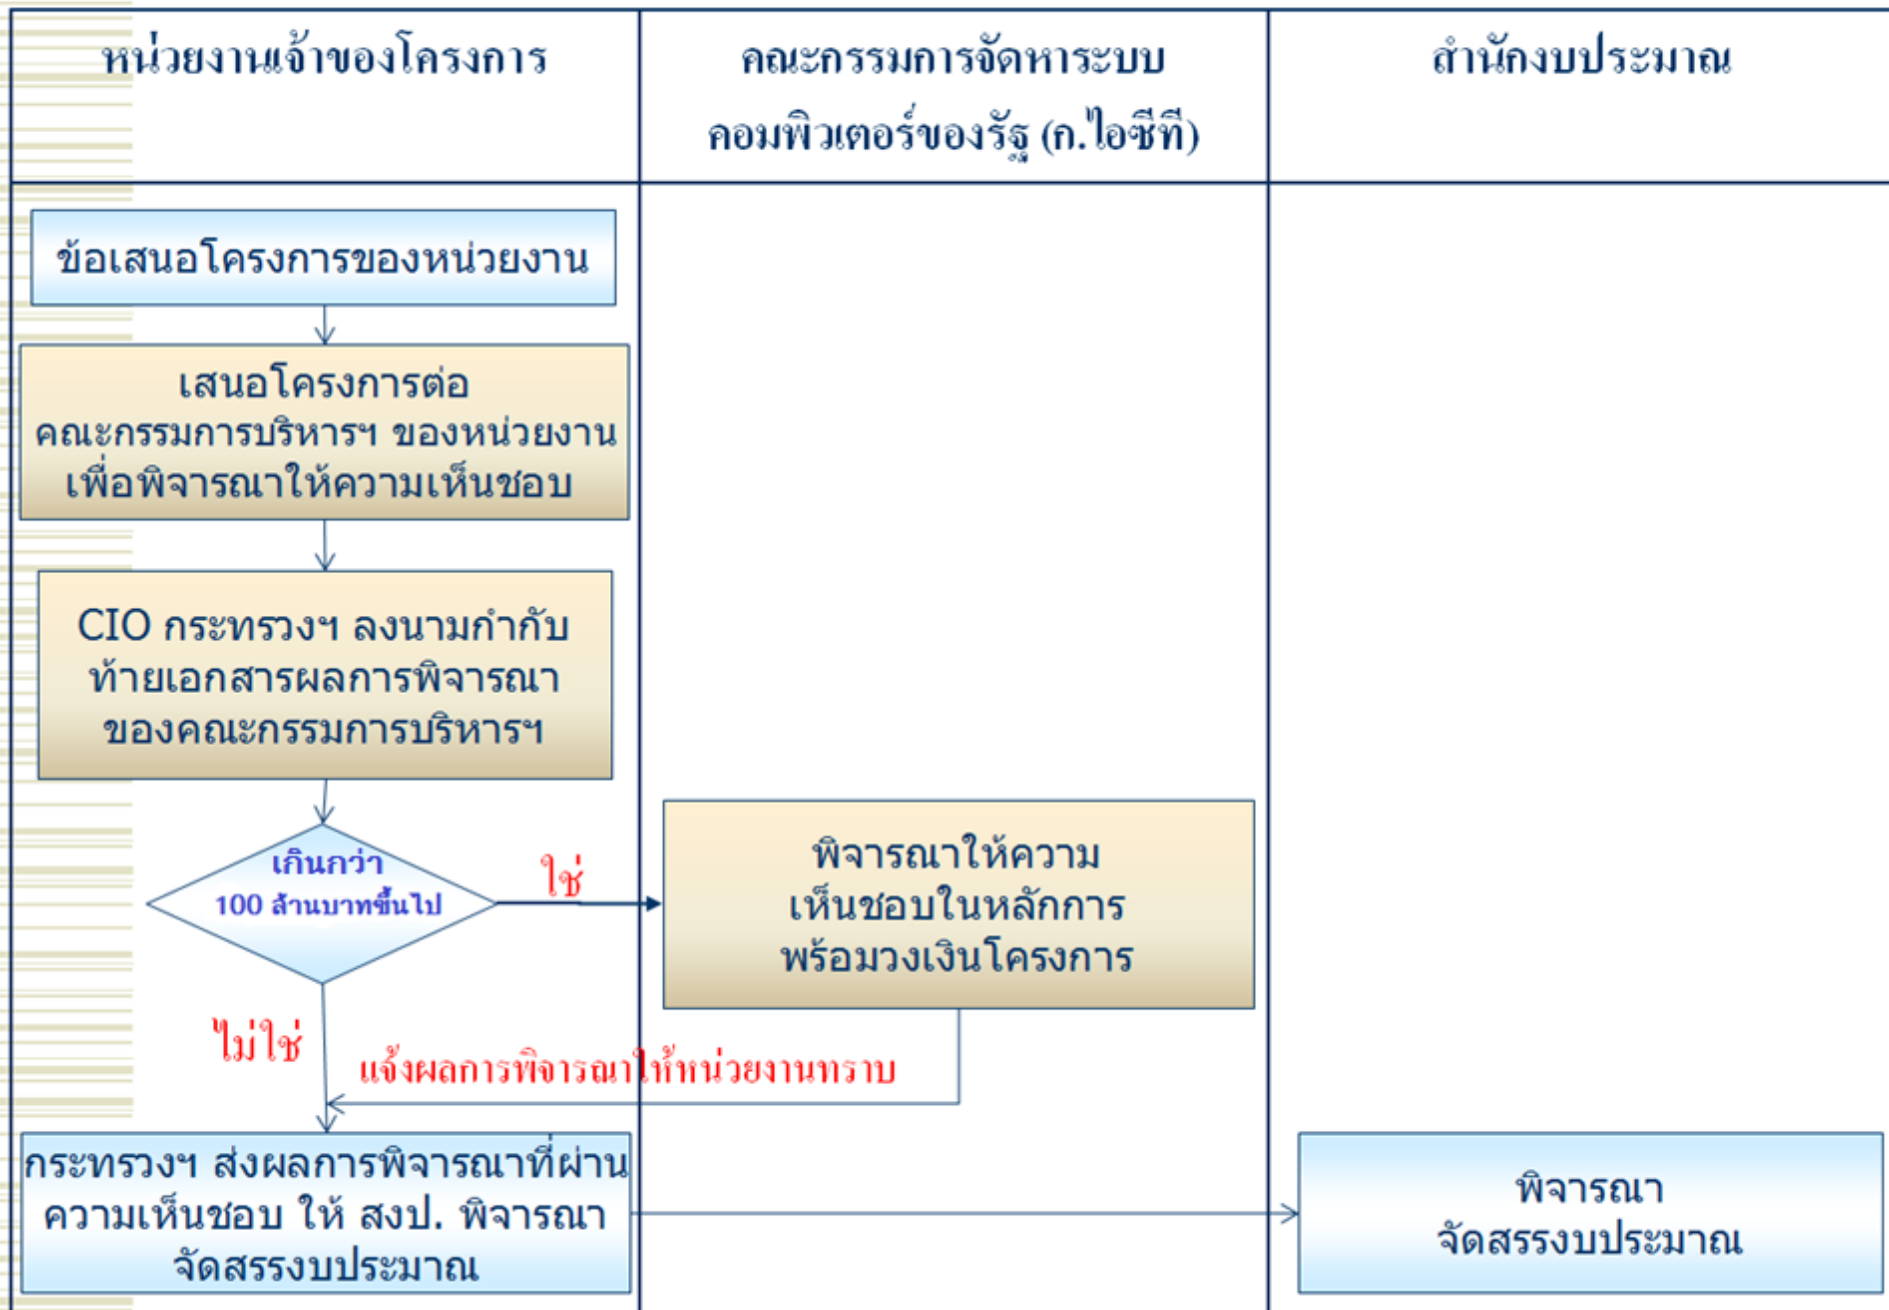 หน่วยงานเจ้าของโครงการ
คณะกรรมการจัดหาระบบ
คอมพิวเตอร์ของรัฐ (ก.ไอซีที)
สำนักงบประมาณ
ข้อเสนอโครงการของหน่วยงาน
เสนอโครงการต่อ
คณะกรรมการบริหารฯ ของหน่วยงาน
เพื่อพิจารณาให้ความเห็นชอบ
CIO กระทรวงฯ ลงนามกำกับ
ท้ายเอกสารผลการพิจารณา
ของคณะกรรมการบริหารฯ
เกินกว่า
100 ล้านบาทขึ้นไป
ใช่
พิจารณาให้ความ
เห็นชอบในหลักการ
พร้อมวงเงินโครงการ
ไม่ใช่
แจ้งผลการพิจารณาให้หน่วยงานทราบ
กระทรวงฯ ส่งผลการพิจารณาที่ผ่าน
ความเห็นชอบ ให้ สงป. พิจารณา
จัดสรรงบประมาณ
พิจารณา
จัดสรรงบประมาณ